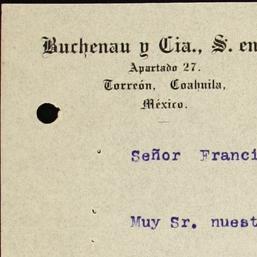 Buchenau y Cia., S. en
Apartado 27.
Torreón, Coahuila,
México.
Señor Franci
Muy Sr. nuest